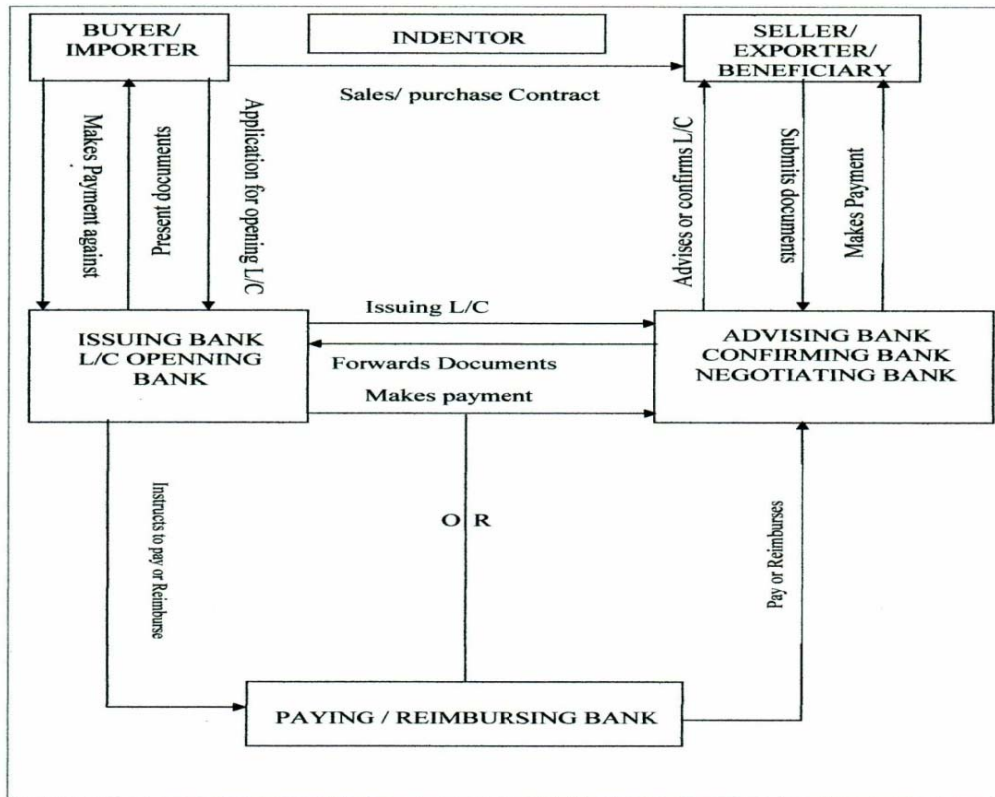 BUYER/
IMPORTER
INDENTOR
SELLER/
EXPORTER/
BENEFICIARY
Sales/ purchase Contract
Makes Payment against
Present documents
Application for opening L/C
Advises or confirms L/C
Submits documents
Makes Payment
Issuing L/C
ISSUING BANK
L/C OPENNING
BANK
Forwards Documents
Makes payment
ADVISING BANK
CONFIRMING BANK
NEGOTIATING BANK
Instructs to pay or Reimburse
O R
Pay or Reimburses
PAYING / REIMBURSING BANK